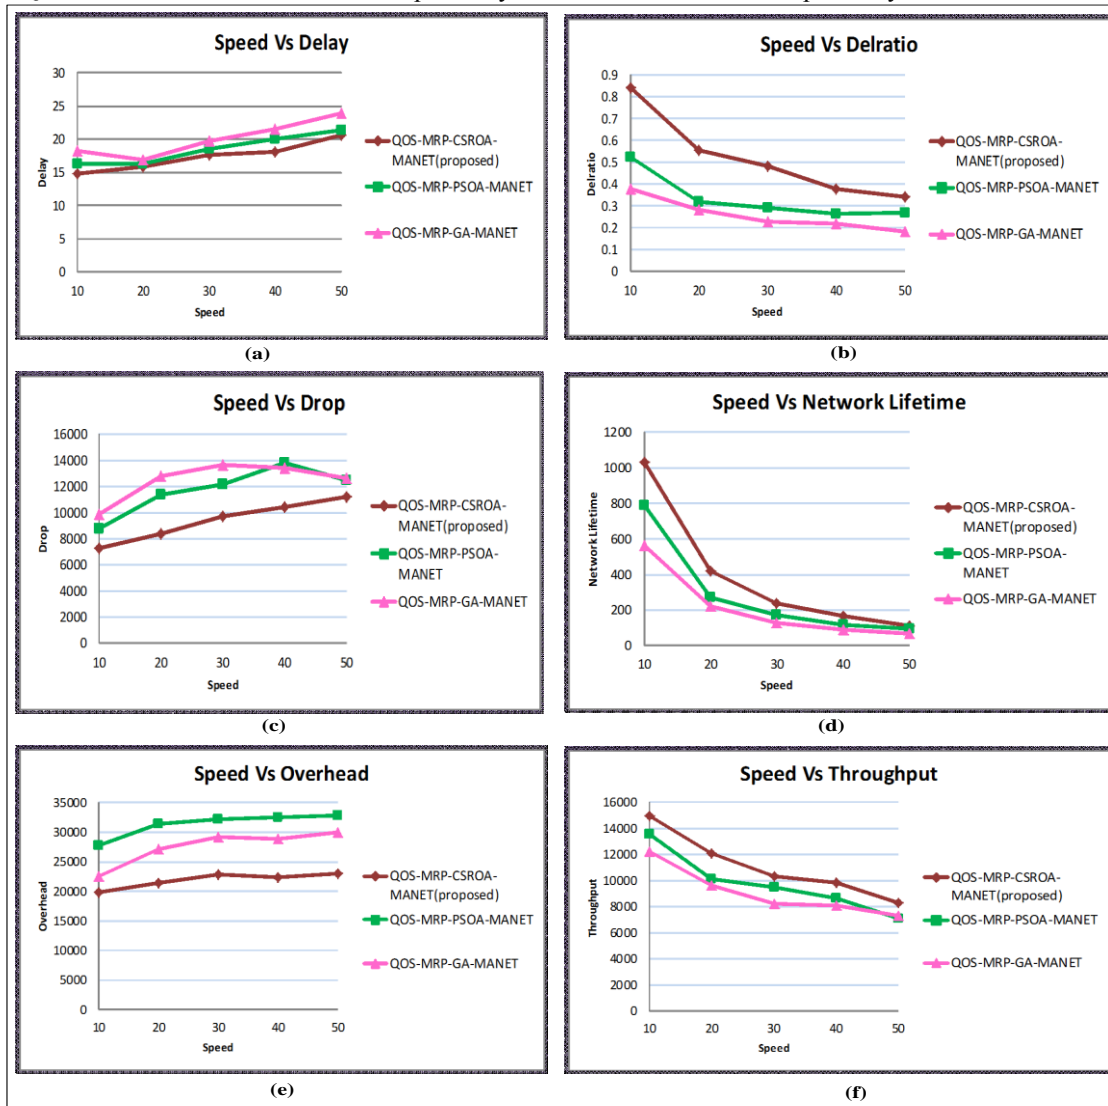 Speed Vs Delay
30
25
20
15
10
5
0
Delay
10 20 30 40 50
Speed
QOS-MRP-CSROA-
MANET(proposed)
QOS-MRP-PSOA-MANET
QOS-MRP-GA-MANET
(a)
Speed Vs Delratio
0.9
0.8
0.7
0.6
0.5
0.4
0.3
0.2
0.1
0
Delratio
10 20 30 40 50
Speed
QOS-MRP-CSROA-
MANET(proposed)
QOS-MRP-PSOA-MANET
QOS-MRP-GA-MANET
(b)
Speed Vs Drop
16000
14000
12000
10000
8000
6000
4000
2000
0
Drop
10 20 30 40 50
Speed
QOS-MRP-CSROA-
MANET(proposed)
QOS-MRP-PSOA-
MANET
QOS-MRP-GA-MANET
(c)
Speed Vs Network Lifetime
1200
1000
800
600
400
200
0
Network Lifetime
10 20 30 40 50
Speed
QOS-MRP-CSROA-
MANET(proposed)
QOS-MRP-PSOA-
MANET
QOS-MRP-GA-MANET
(d)
Speed Vs Overhead
35000
30000
25000
20000
15000
10000
5000
0
Overhead
10 20 30 40 50
Speed
QOS-MRP-CSROA-
MANET(proposed)
QOS-MRP-PSOA-MANET
QOS-MRP-GA-MANET
(e)
Speed Vs Throughput
16000
14000
12000
10000
8000
6000
4000
2000
0
Throughput
10 20 30 40 50
Speed
QOS-MRP-CSROA-
MANET(proposed)
QOS-MRP-PSOA-MANET
QOS-MRP-GA-MANET
(f)